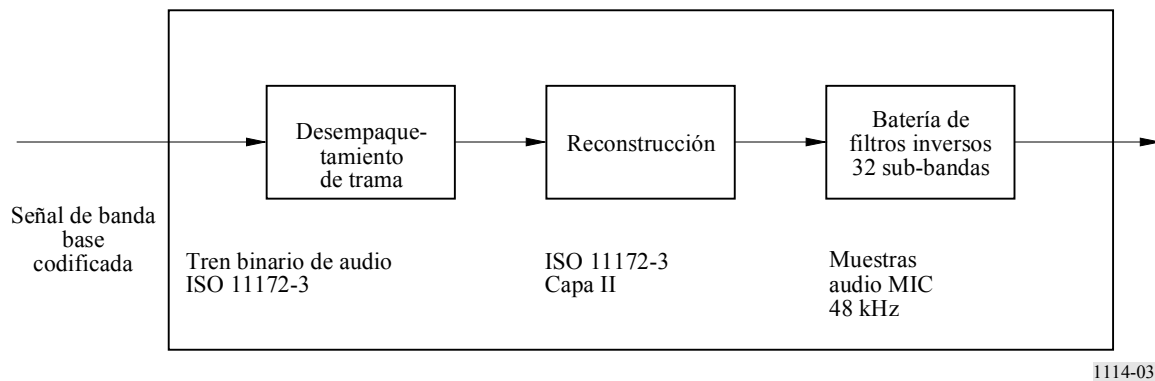 Desempaque-
tamiento
de trama
Reconstrucción
Batería de
filtros inversos
32 sub-bandas
Señal de banda
base
codificada
Tren binario de audio
ISO 11172-3
ISO 11172-3
Capa II
Muestras
audio MIC
48 kHz
1114-03